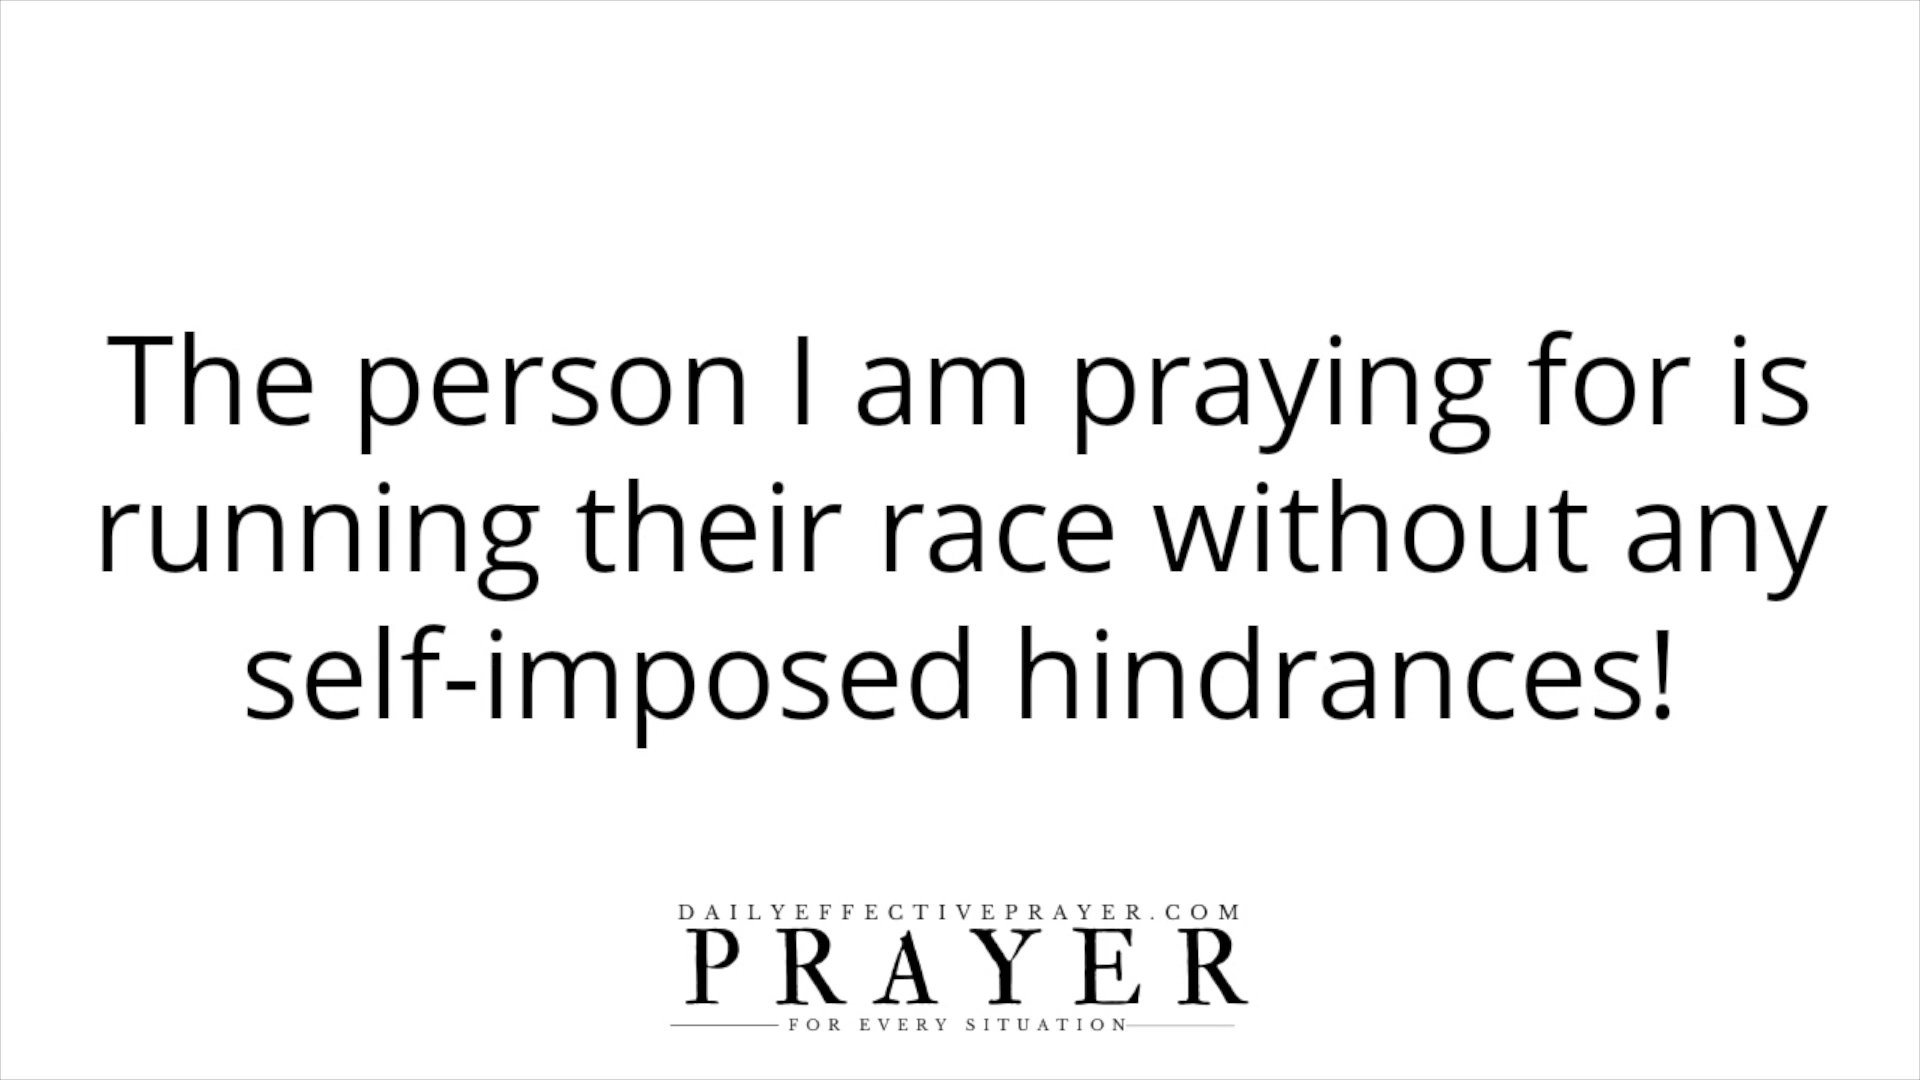 The person I am praying for is
running their race without any
self-imposed hindrances!
DAILYEFFECTIVEPRAYER.COM
PRAYER
FOR EVERY SITUATION